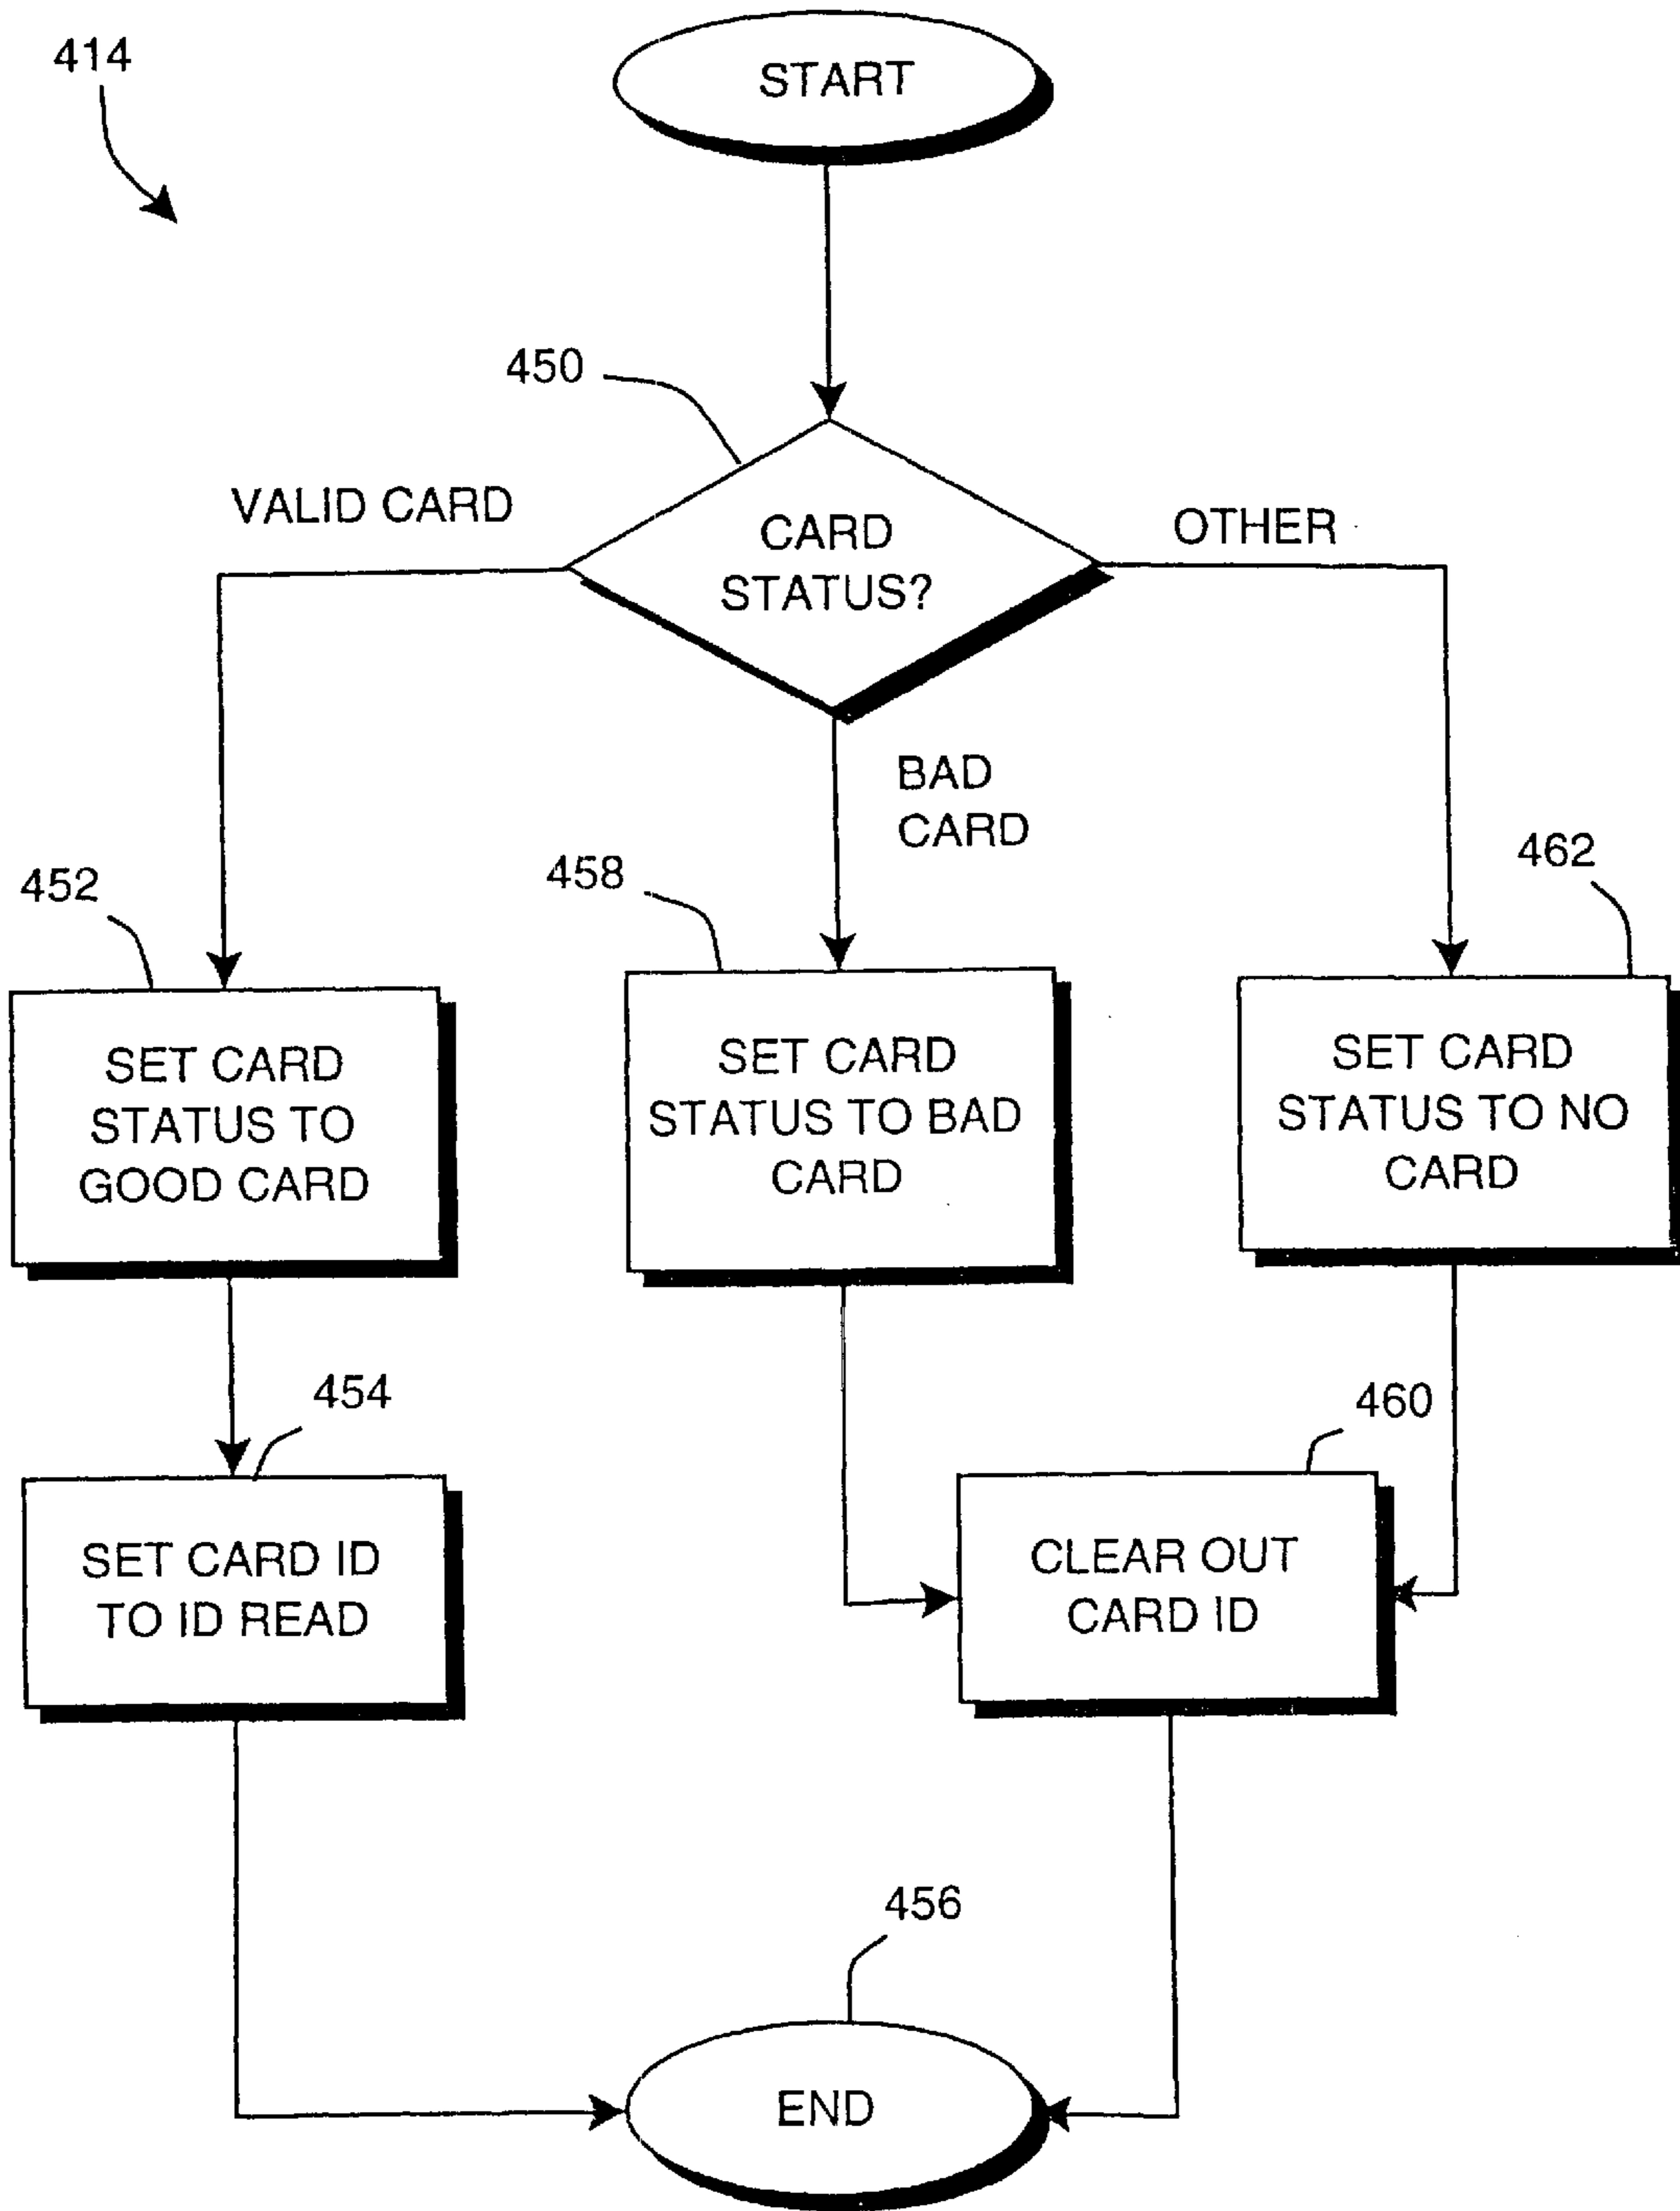 414
START
450
VALID CARD
CARD
STATUS?
OTHER
BAD
CARD
452
458
462
SET CARD
STATUS TO
GOOD CARD
SET CARD
STATUS TO BAD
CARD
SET CARD
STATUS TO NO
CARD
454
460
SET CARD ID
TO ID READ
CLEAR OUT
CARD ID
456
END